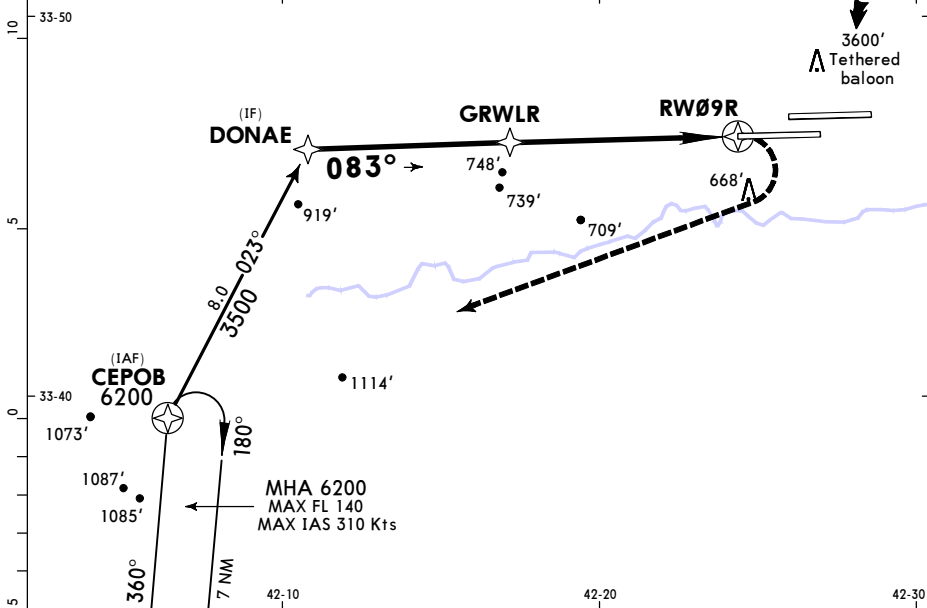 33-50
10
3600'
Tethered
baloon
(IF)
DONAE
GRWLR
RWØ9R
083°
748'
739'
668'
919'
709'
5
023°
8.0
3500
(IAF)
CEPOB
6200
33-40
0
1114'
1073'
180°
1087'
1085'
MHA 6200
MAX FL 140
MAX IAS 310 Kts
360°
7 NM
5
42-10
42-20
42-30